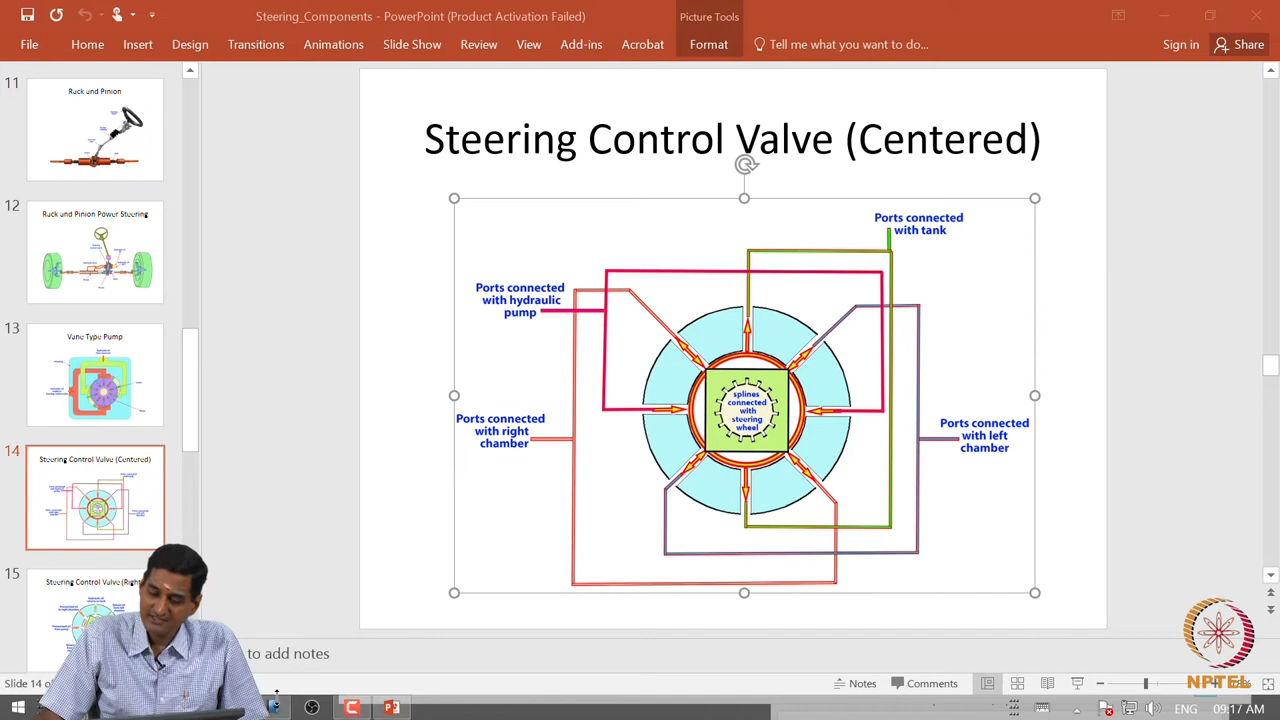 Steering_Components - PowerPoint (Product Activation Failed)
Picture Tools
File
Home
Insert
Design
Transitions
Animations
Slide Show
Review
View
Add-ins
Acrobat
Format
Tell me what you want to do...
Sign in
Share
11
Rack and Pinion
12
Rack and Pinion Power Steering
13
Vane Type Pump
14
Steering Control Valve (Centered)
15
Steering Control Valve (Right
Steering Control Valve (Centered)
Ports connected
with tank
Ports connected
with hydraulic
pump
splines
connected
with
steering
wheel
Ports connected
with right
chamber
Ports connected
with left
chamber
to add notes
Slide 14 of
Notes
Comments
NPTEL
ENG
09:17 AM